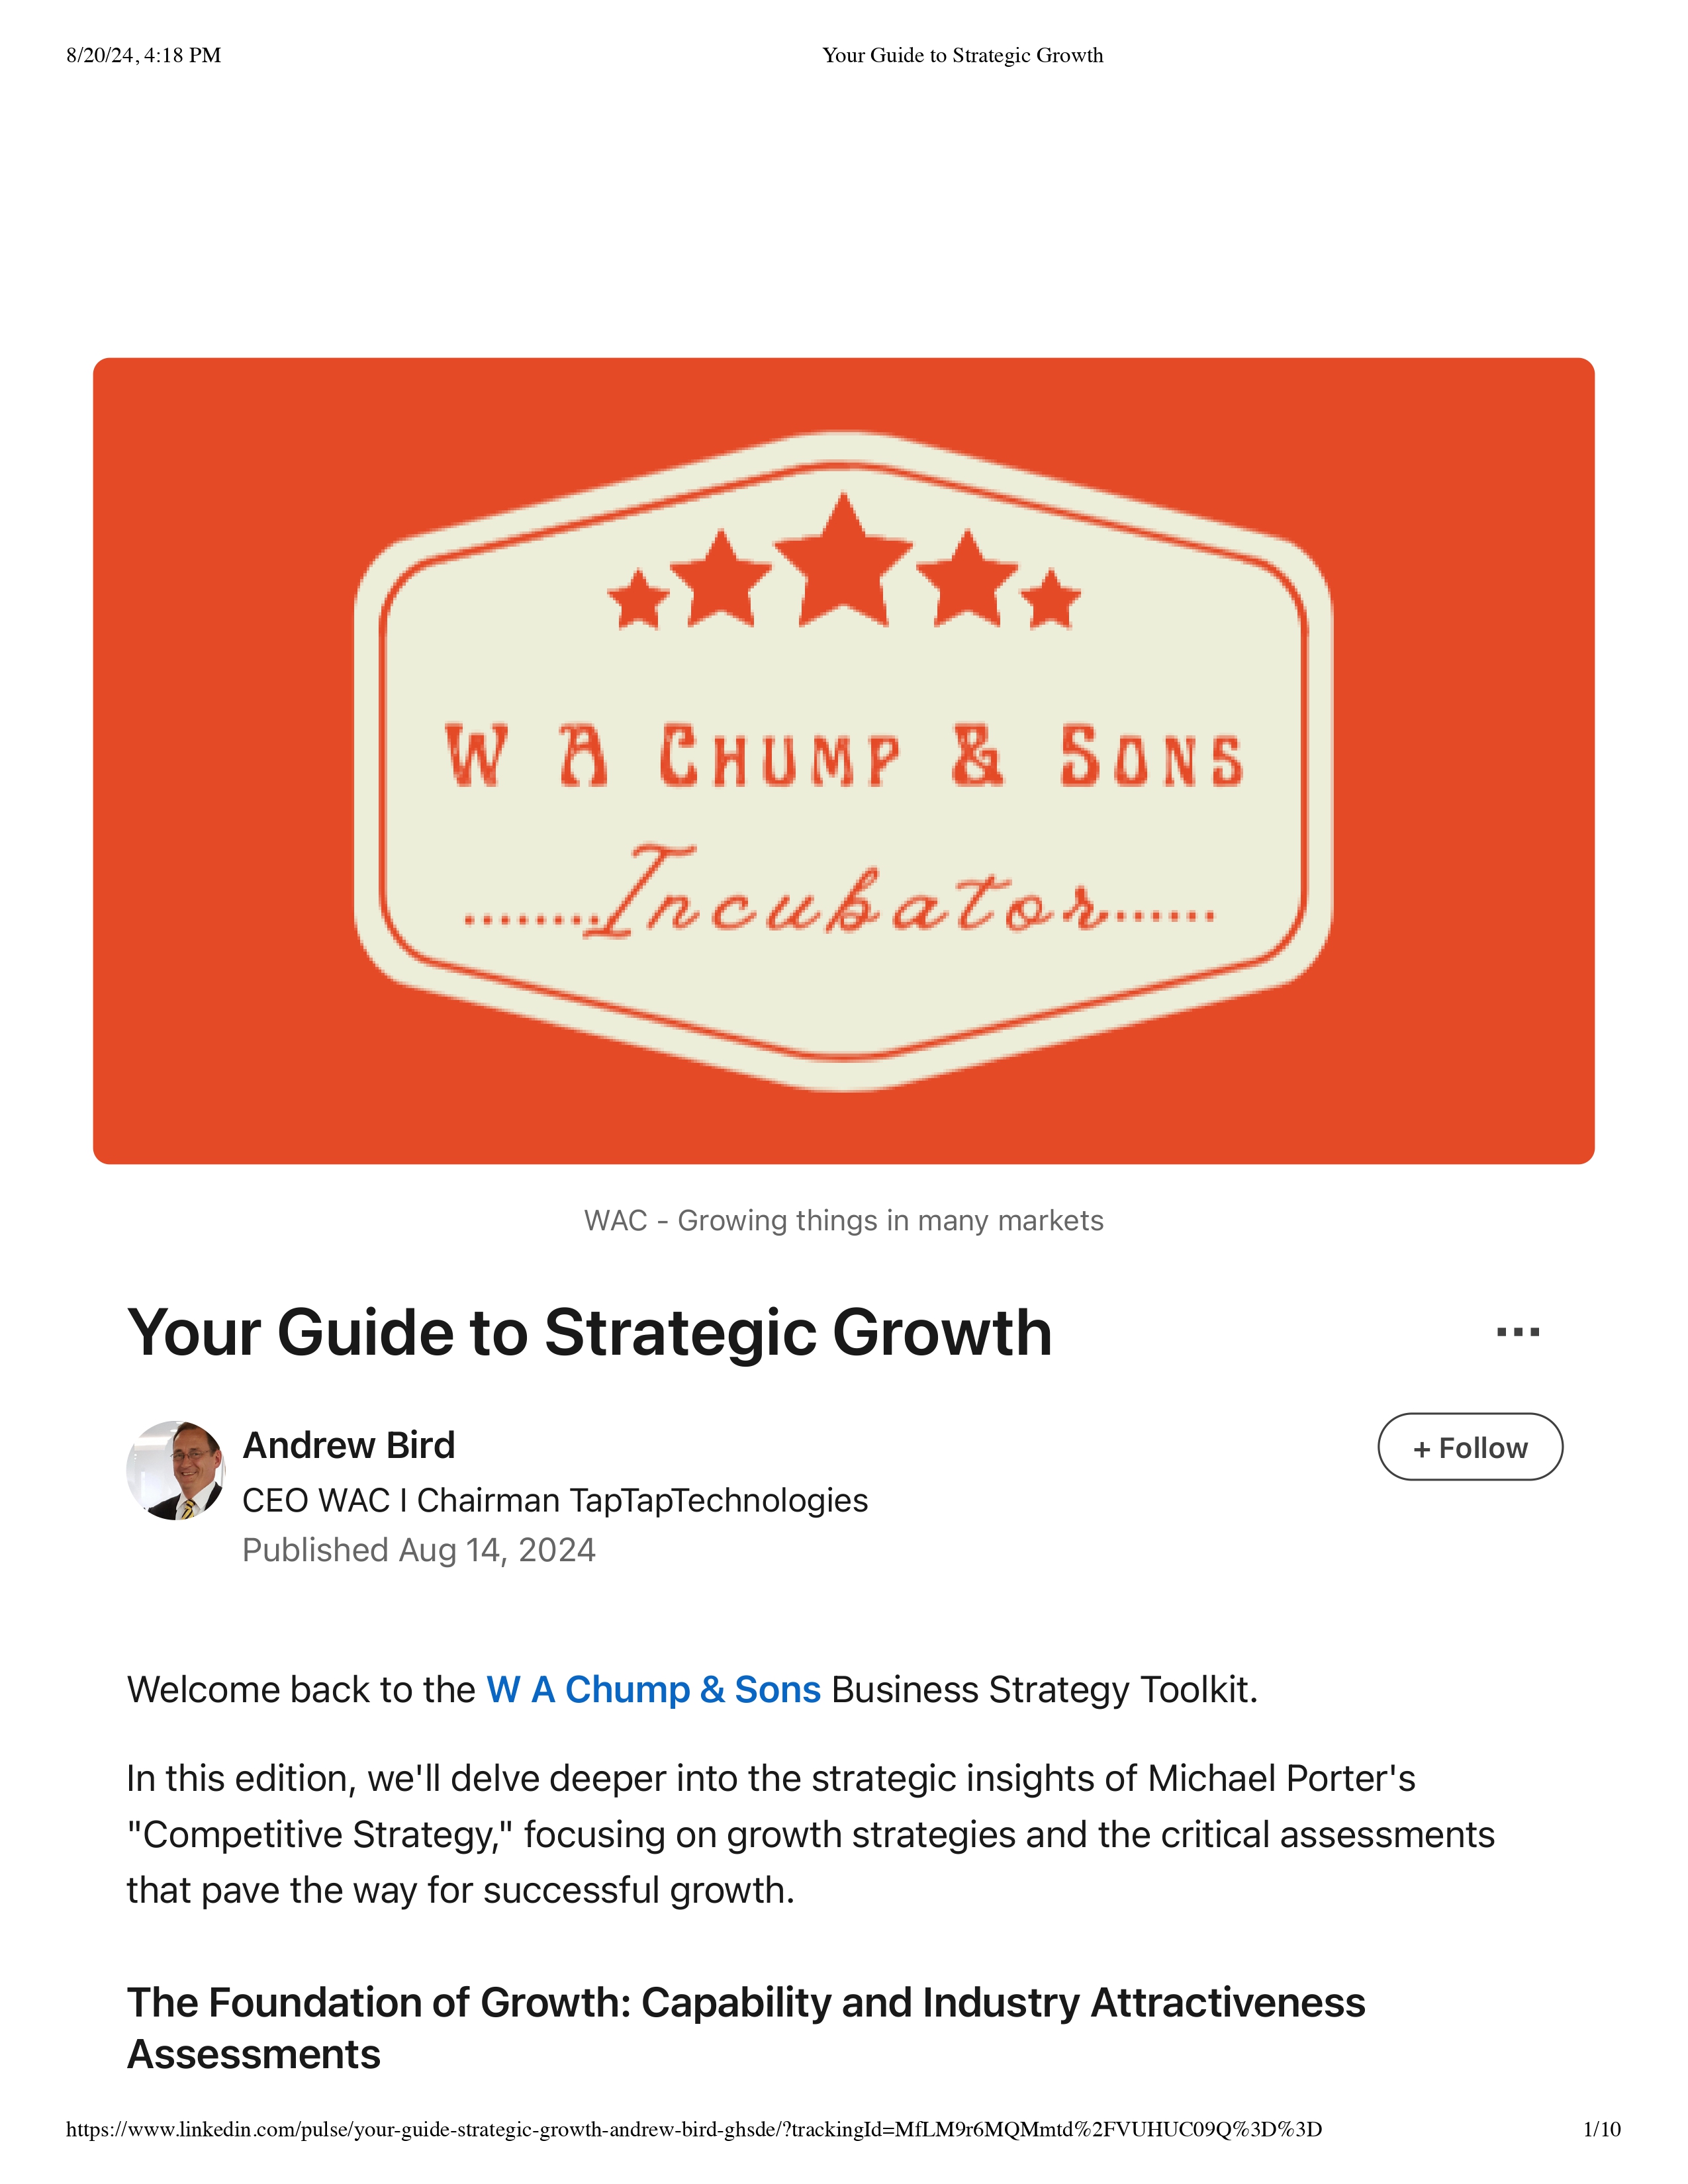 8/20/24, 4:18 PM
Your Guide to Strategic Growth
W A CHUMP & SONS
........Incubator......
WAC - Growing things in many markets
Your Guide to Strategic Growth
...
Andrew Bird
+ Follow
CEO WAC I Chairman TapTapTechnologies
Published Aug 14, 2024
Welcome back to the W A Chump & Sons Business Strategy Toolkit.
In this edition, we'll delve deeper into the strategic insights of Michael Porter's
"Competitive Strategy," focusing on growth strategies and the critical assessments
that pave the way for successful growth.
The Foundation of Growth: Capability and Industry Attractiveness
Assessments
https://www.linkedin.com/pulse/your-guide-strategic-growth-andrew-bird-ghsde/?trackingId=MfLM9r6MQMmtd%2FVUHUC09Q%3D%3D
1/10